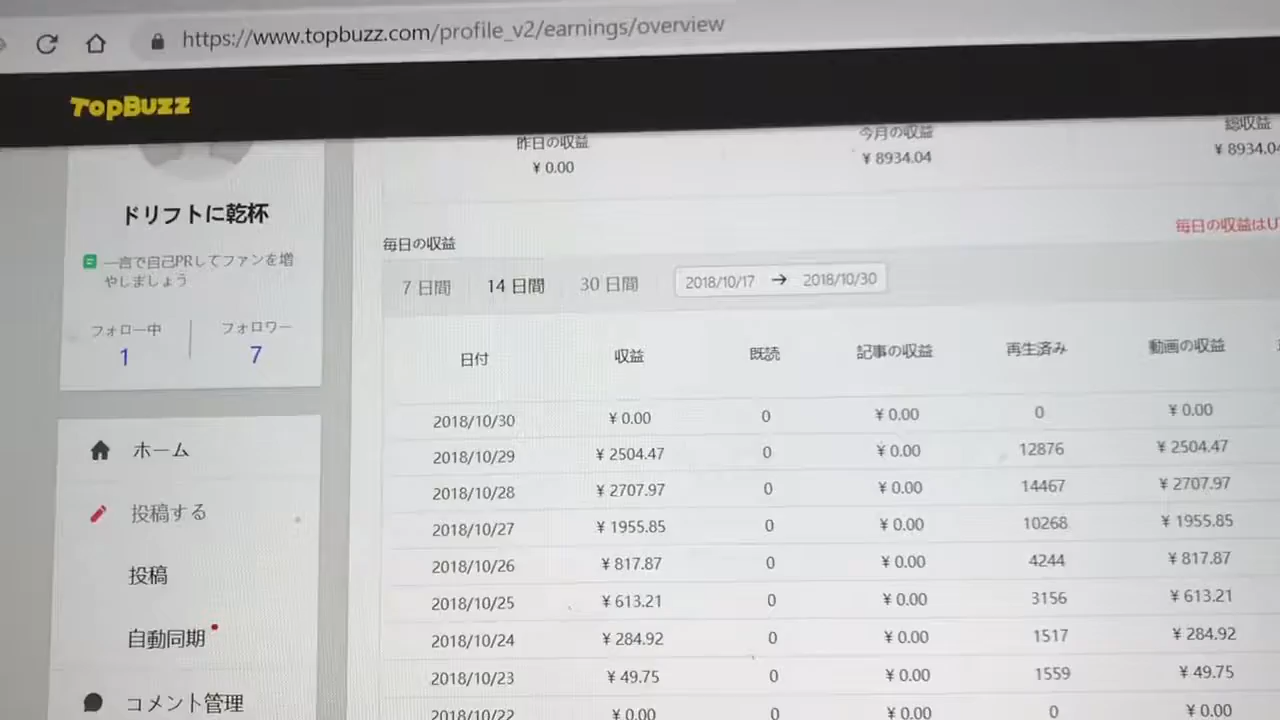 https://www.topbuzz.com/profile_v2/earnings/overview
TopBuzz
昨日の収益 今月の収益 総収益
¥ 0.00 ¥ 8934.04 ¥ 8934.04
ドリフトに乾杯
一言で自己PRしてファンを増
やしましょう
フォロー中 フォロワー
1 7
ホーム
投稿する
投稿
自動同期
コメント管理
毎日の収益
毎日の収益はU
7 日間 14 日間 30 日間 2018/10/17 → 2018/10/30
日付 収益 既読 記事の収益 再生済み 動画の収益
2018/10/30 ¥ 0.00 0 ¥ 0.00 0 ¥ 0.00
2018/10/29 ¥ 2504.47 0 ¥ 0.00 12876 ¥ 2504.47
2018/10/28 ¥ 2707.97 0 ¥ 0.00 14467 ¥ 2707.97
2018/10/27 ¥ 1955.85 0 ¥ 0.00 10268 ¥ 1955.85
2018/10/26 ¥ 817.87 0 ¥ 0.00 4244 ¥ 817.87
2018/10/25 ¥ 613.21 0 ¥ 0.00 3156 ¥ 613.21
2018/10/24 ¥ 284.92 0 ¥ 0.00 1517 ¥ 284.92
2018/10/23 ¥ 49.75 0 ¥ 0.00 1559 ¥ 49.75
2018/10/22 ¥ 0.00 0 ¥ 0.00 0 ¥ 0.00